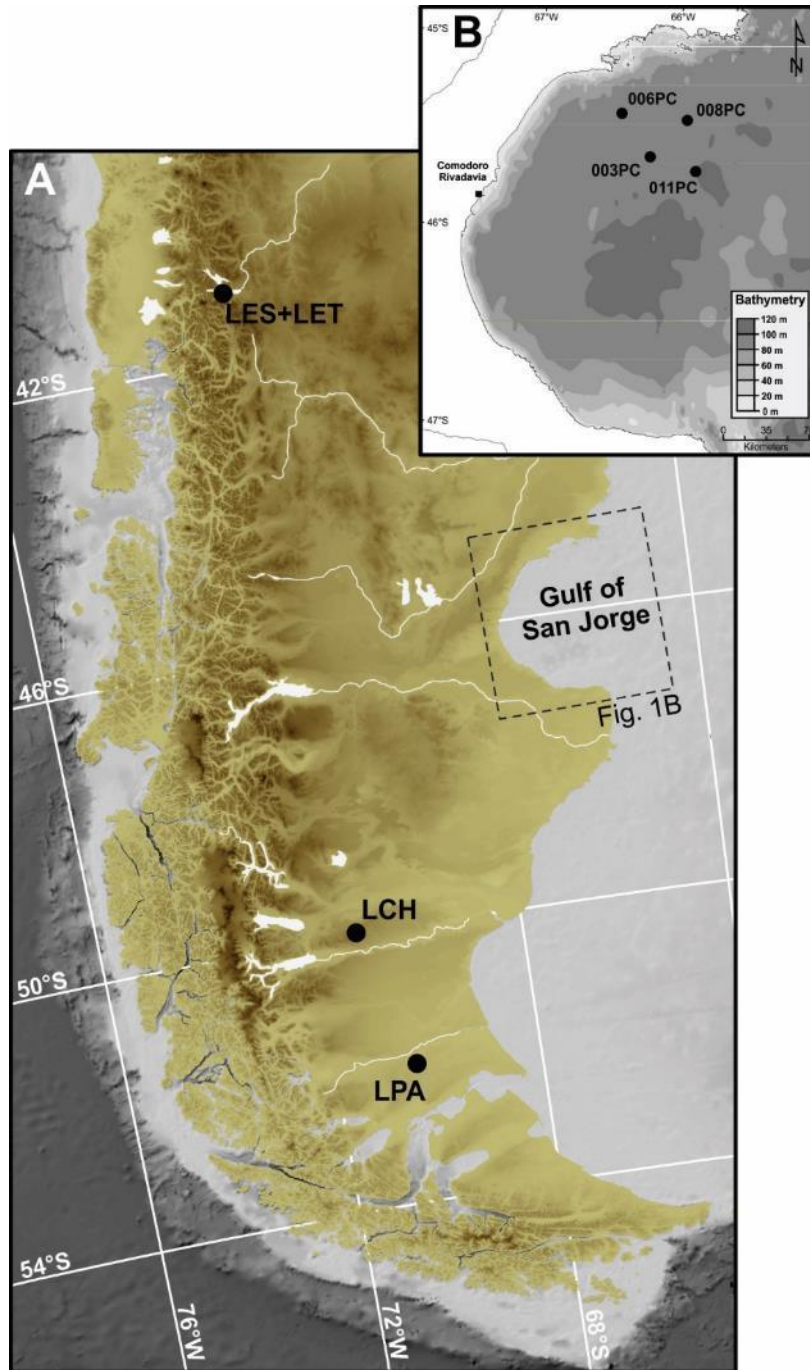 A
LES+LET
42°S
46°S
Gulf of
San Jorge
Fig. 1B
LCH
50°S
LPA
54°S
76°W
72°W
68°S
B
45°S
67°W
66°W
N
006PC
008PC
Comodoro
Rivadavia
003PC
011PC
46°S
47°S
Bathymetry
120 m
100 m
80 m
60 m
40 m
20 m
0 m
0 35 7
Kilometers